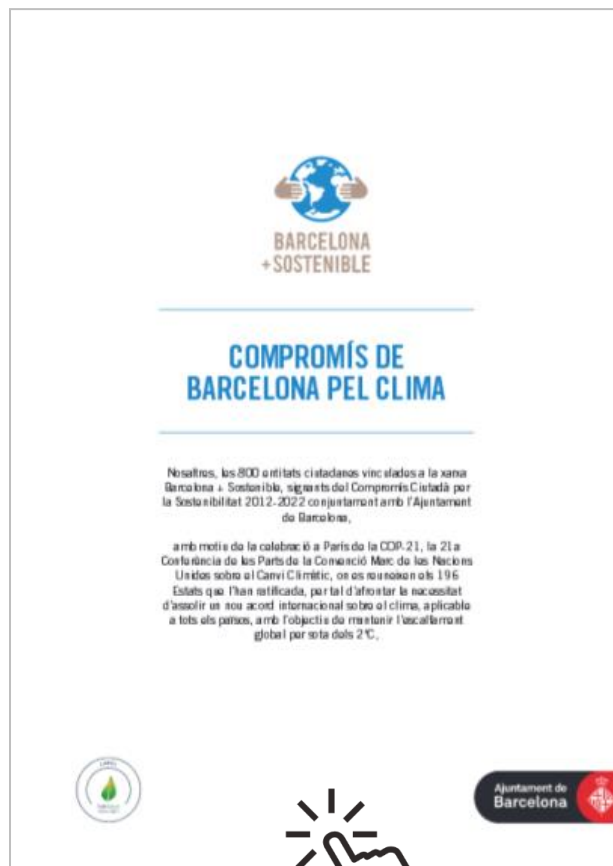 BARCELONA
+SOSTENIBLE
COMPROMÍS DE
BARCELONA PEL CLIMA
Nosaltres, les 800 entitats ciutadanes vinculades a la xarxa
Barcelona + Sostenible, signants del Compromís Ciutadà per
la Sostenibilitat 2012-2022 conjuntament amb l'Ajuntament
de Barcelona,
amb motiu de la celebració a París de la COP-21, la 21a
Conferència de les Parts de la Convenció Marc de les Nacions
Unides sobre el Canvi Climàtic, on es reuneixen els 196
Estats que l'han ratificada, per tal d'afrontar la necessitat
d'assolir un nou acord internacional sobre el clima, aplicable
a tots els països, amb l'objectiu de mantenir l'escalfament
global per sota dels 2°C,
Ajuntament de
Barcelona